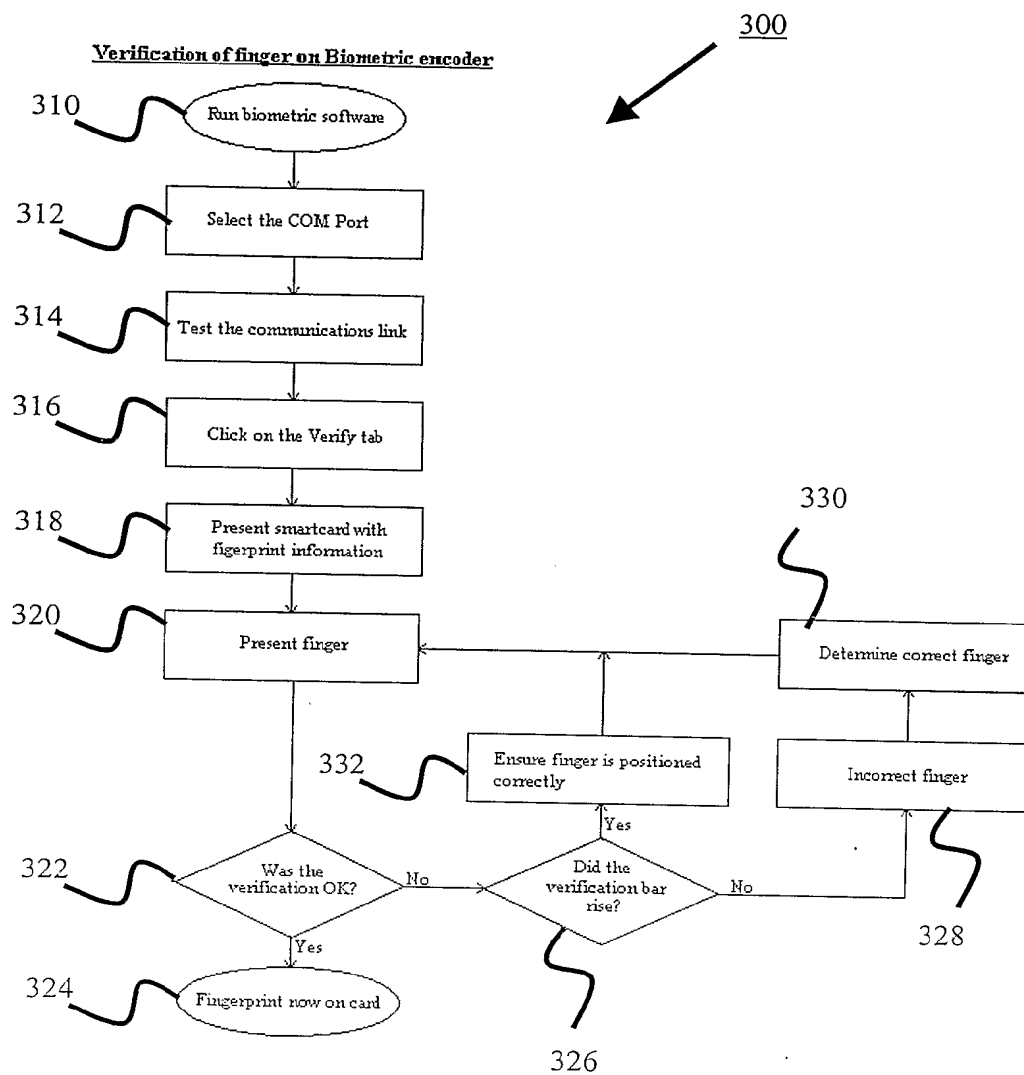 300
Verification of finger on Biometric encoder
310
Run biometric software
312
Select the COM Port
314
Test the communications link
316
Click on the Verify tab
318
Present smartcard with
figerprint information
330
320
Present finger
Determine correct finger
332
Ensure finger is positioned
correctly
Incorrect finger
Yes
322
Was the
verification OK?
No
Did the
verification bar
rise?
No
328
Yes
324
Fingerprint now on card
326